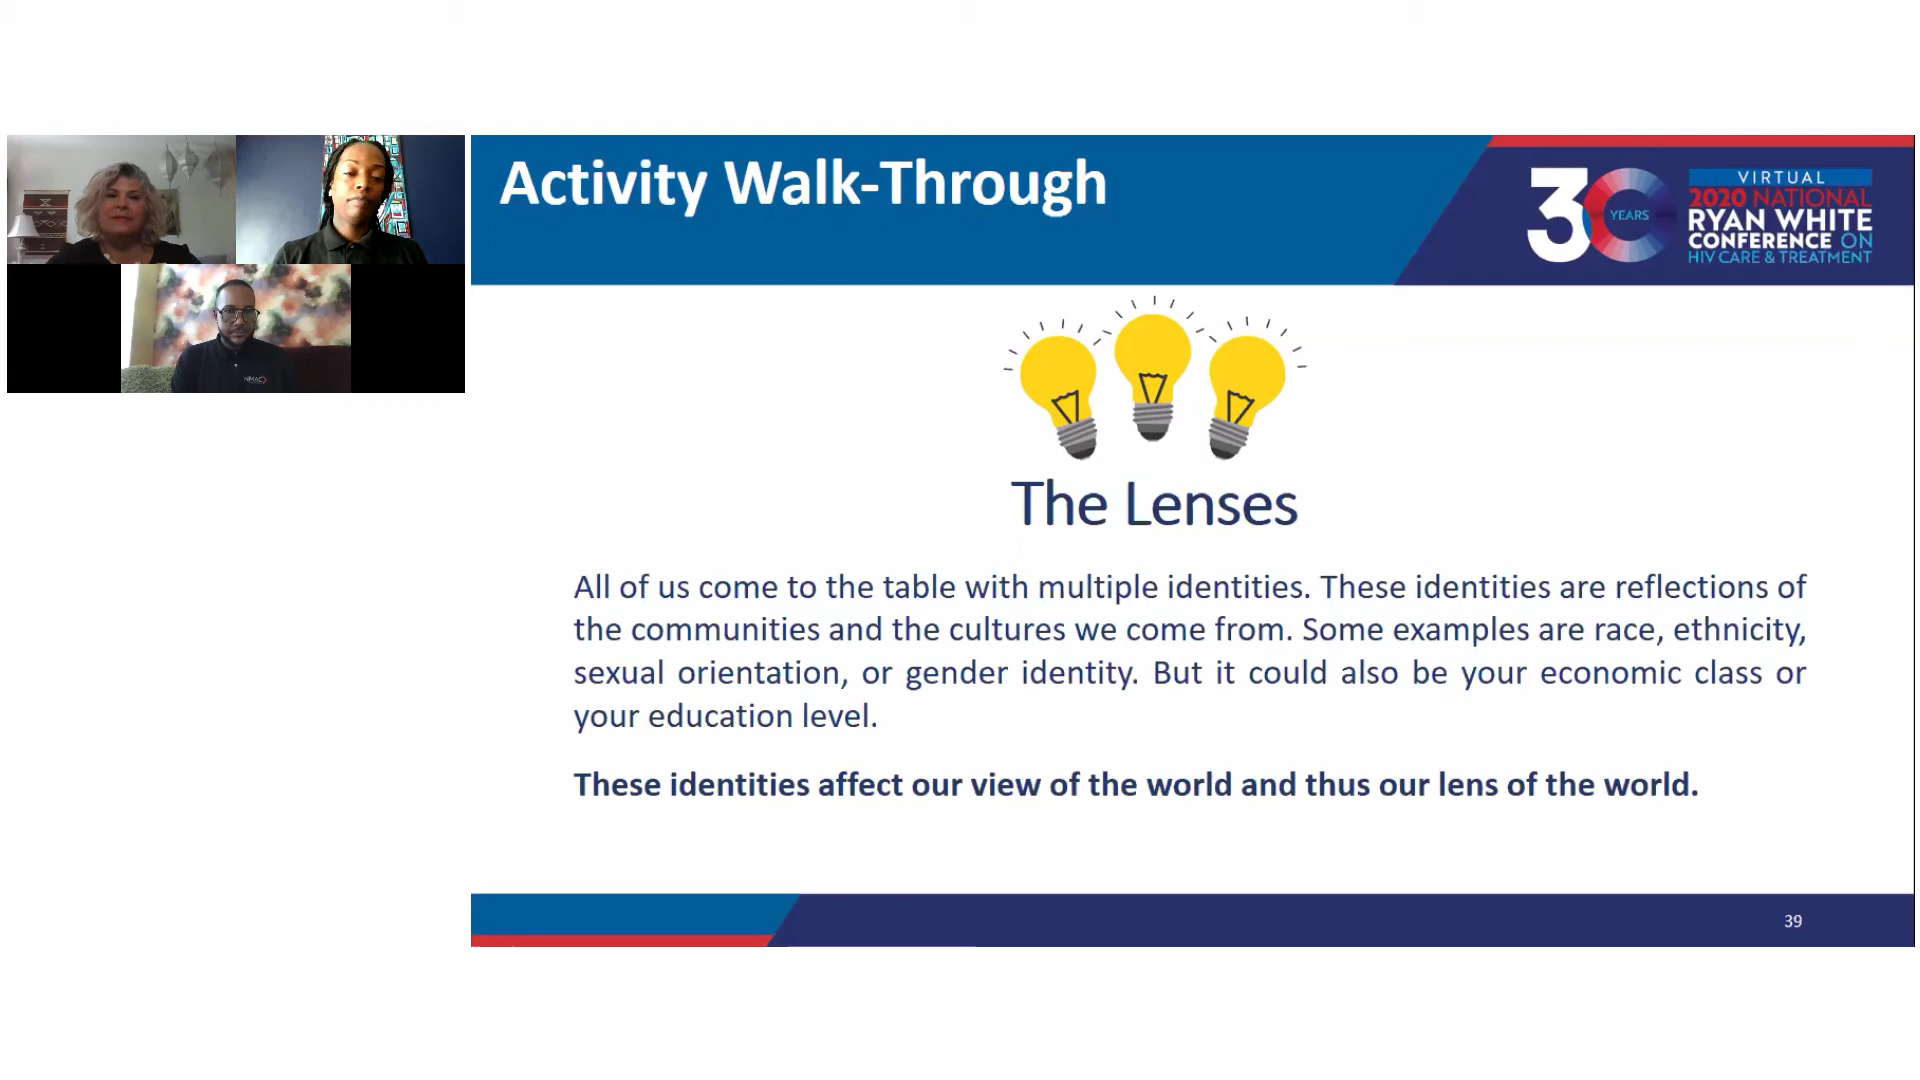 Activity Walk-Through
30
YEARS
VIRTUAL
2020 NATIONAL
RYAN WHITE
CONFERENCE ON
HIV CARE & TREATMENT
NMAC
The Lenses
All of us come to the table with multiple identities. These identities are reflections of
the communities and the cultures we come from. Some examples are race, ethnicity,
sexual orientation, or gender identity. But it could also be your economic class or
your education level.
These identities affect our view of the world and thus our lens of the world.
39